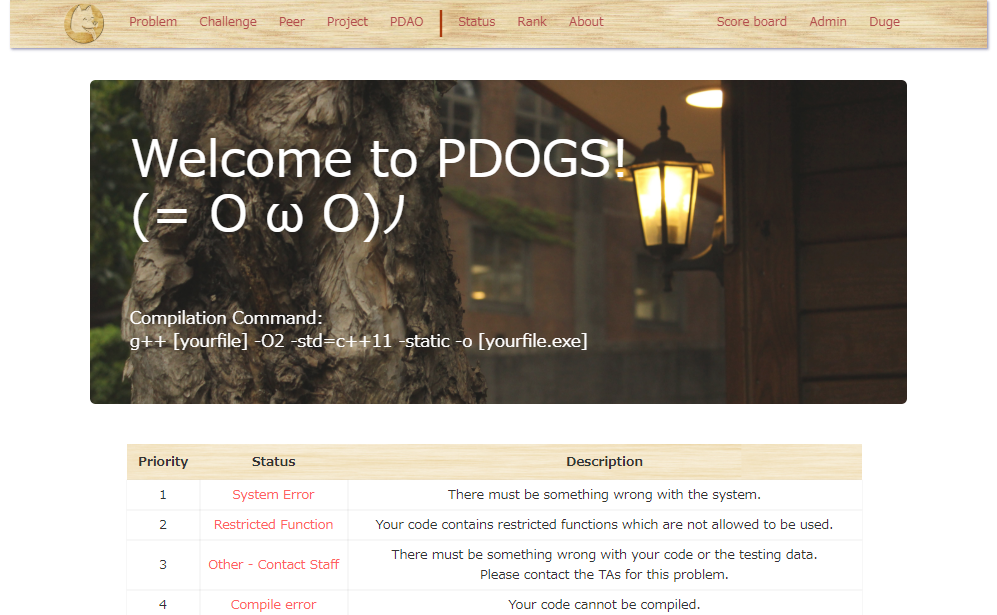 Problem Challenge Peer Project PDAO Status Rank About Score board Admin Duge
Welcome to PDOGS!
(= O ω O)ﾉ
Compilation Command:
g++ [yourfile] -O2 -std=c++11 -static -o [yourfile.exe]
Priority Status Description
1 System Error There must be something wrong with the system.
2 Restricted Function Your code contains restricted functions which are not allowed to be used.
3 Other - Contact Staff There must be something wrong with your code or the testing data.
Please contact the TAs for this problem.
4 Compile error Your code cannot be compiled.